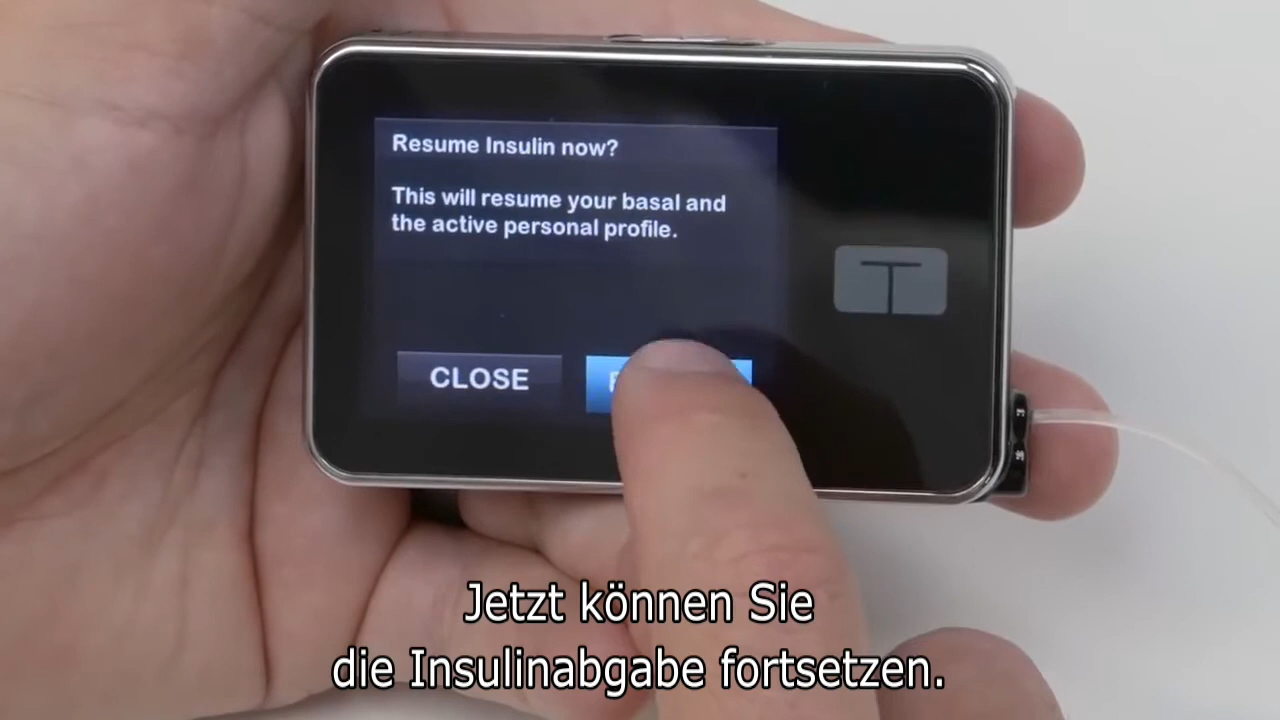 Resume Insulin now?
This will resume your basal and
the active personal profile.
CLOSE
Jetzt können Sie
die Insulinabgabe fortsetzen.